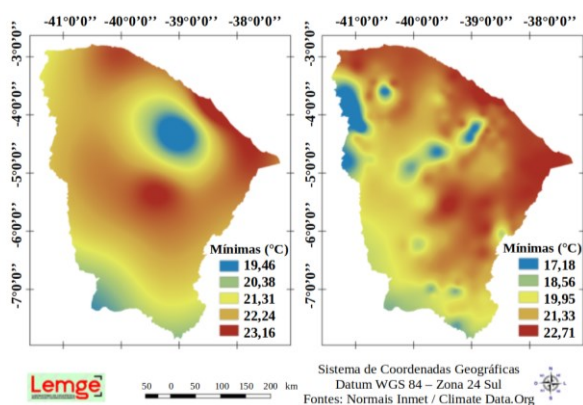 -41°0'0'' -40°0'0'' -39°0'0'' -38°0'0''
-3°0'0''
-4°0'0''
-5°0'0''
-6°0'0''
-7°0'0''
Mínimas (°C)
19,46
20,38
21,31
22,24
23,16
-41°0'0'' -40°0'0'' -39°0'0'' -38°0'0''
-3°0'0''
-4°0'0''
-5°0'0''
-6°0'0''
-7°0'0''
Mínimas (°C)
17,18
18,56
19,95
21,33
22,71
Lemge
50 0 50 100 150 200 km
Sistema de Coordenadas Geográficas
Datum WGS 84 – Zona 24 Sul
Fontes: Normais Inmet / Climate Data.Org